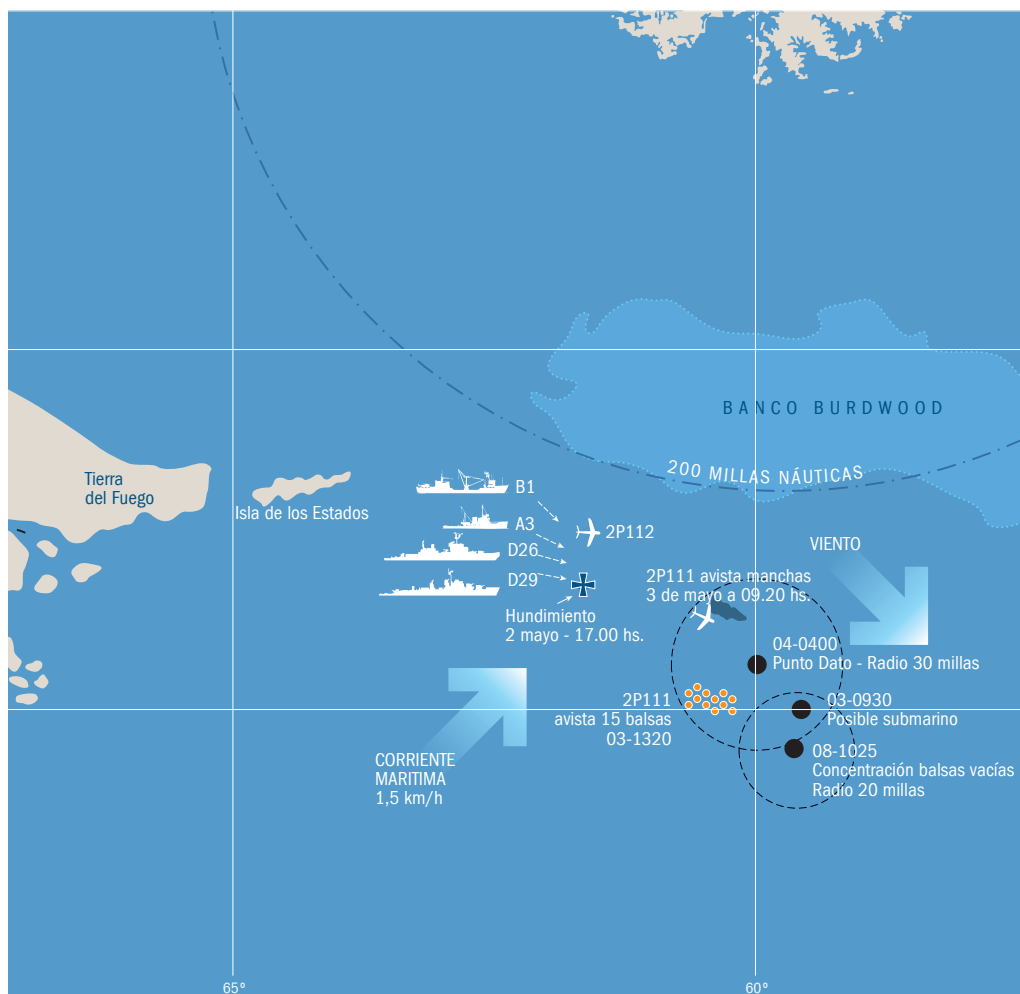 BANCO BURDWOOD
200 MILLAS NÁUTICAS
Tierra
del Fuego
Isla de los Estados
B1
A3
D26
D29
2P112
VIENTO
Hundimiento
2 mayo - 17.00 hs.
2P111 avista manchas
3 de mayo a 09.20 hs.
04-0400
Punto Dato - Radio 30 millas
2P111
avista 15 balsas
03-1320
03-0930
Posible submarino
08-1025
Concentración balsas vacías
Radio 20 millas
CORRIENTE
MARITIMA
1,5 km/h
65°
60°